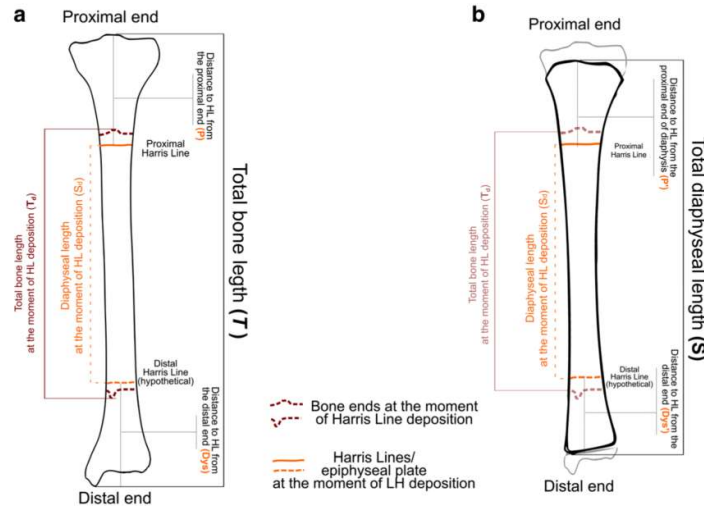 a
Proximal end
Distance to HL from
the proximal end (P)
Proximal
Harris Line
Total bone length
at the moment of HL deposition (Td)
Diaphyseal length
at the moment of HL deposition (Sd)
Total bone legth (T)
Distal
Harris Line
(hypothetical)
Distance to HL from
the distal end (Dys)
Distal end
Bone ends at the moment
of Harris Line deposition
Harris Lines/
epiphyseal plate
at the moment of LH deposition
b
Proximal end
Distance to HL from the
proximal end of diaphysis (P')
Proximal
Harris Line
Total bone length
at the moment of HL deposition (Td)
Diaphyseal length
at the moment of HL deposition (Sd)
Total diaphyseal length (S)
Distal
Harris Line
(hypothetical)
Distance to HL from the
distal end (Dys')
Distal end